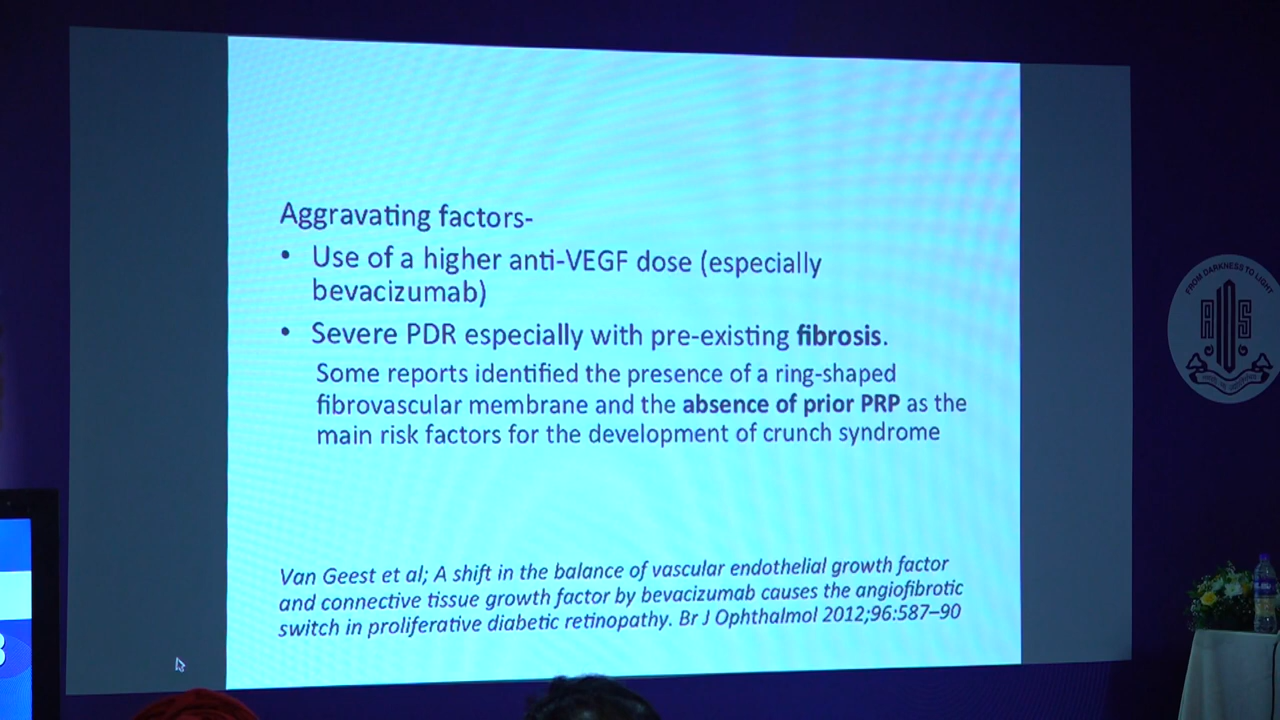 Aggravating factors-
• Use of a higher anti-VEGF dose (especially
bevacizumab)
• Severe PDR especially with pre-existing fibrosis.
Some reports identified the presence of a ring-shaped
fibrovascular membrane and the absence of prior PRP as the
main risk factors for the development of crunch syndrome
Van Geest et al; A shift in the balance of vascular endothelial growth factor
and connective tissue growth factor by bevacizumab causes the angiofibrotic
switch in proliferative diabetic retinopathy. Br J Ophthalmol 2012;96:587–90
FROM DARKNESS TO LIGHT
AIOS